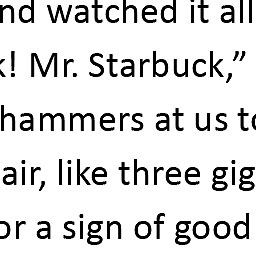 nd watched it all
k! Mr. Starbuck,”
hammers at us to
air, like three gig
or a sign of good